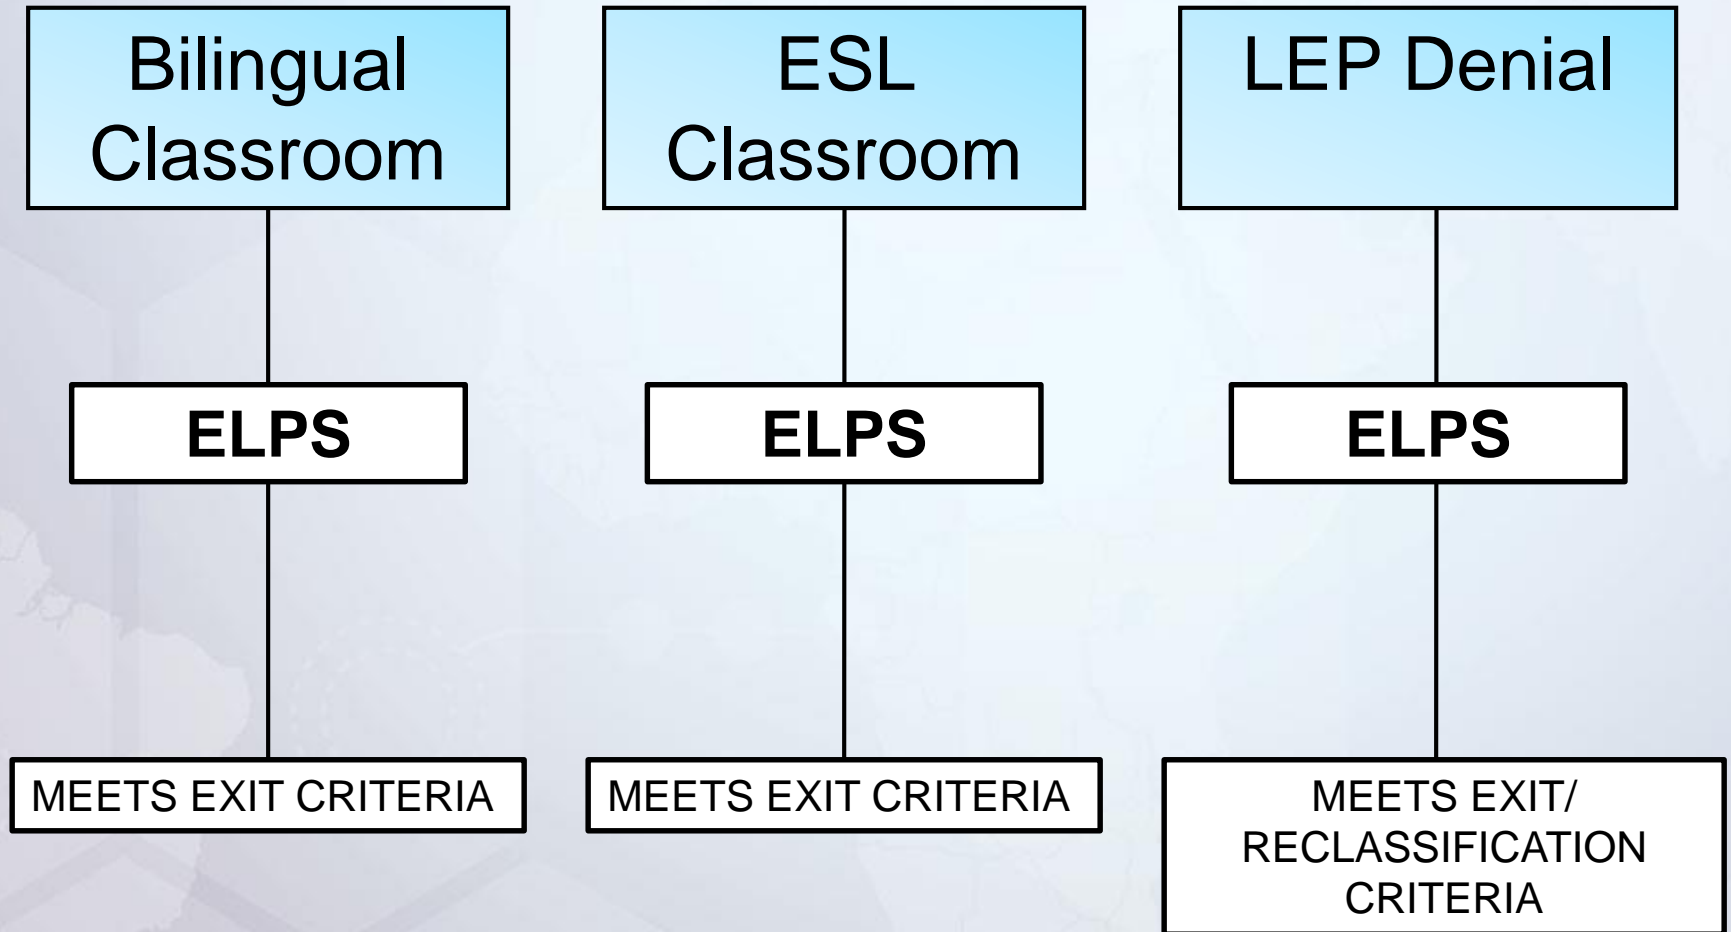 Bilingual
Classroom
ESL
Classroom
LEP Denial
ELPS
ELPS
ELPS
MEETS EXIT CRITERIA
MEETS EXIT CRITERIA
MEETS EXIT/
RECLASSIFICATION
CRITERIA